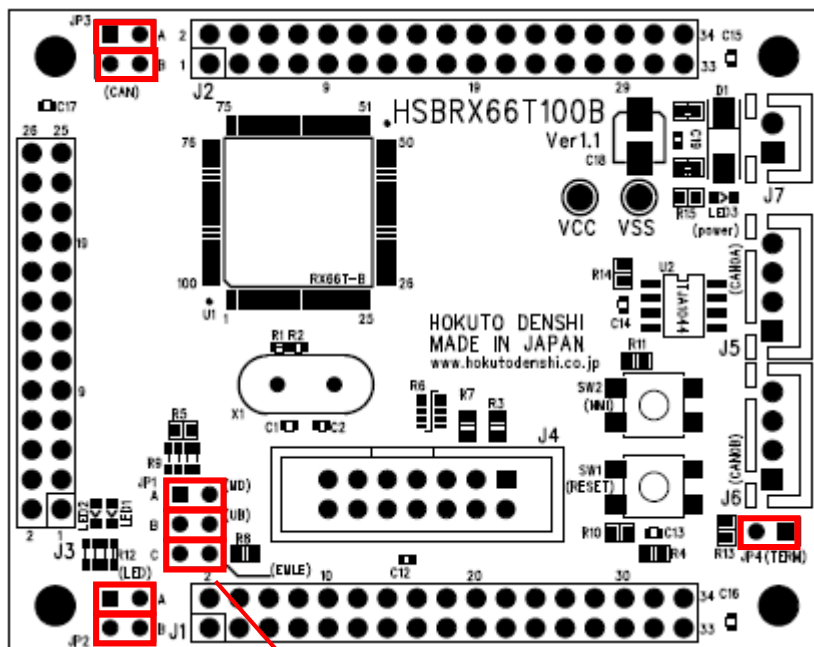 JP3
A
B
(CAN)
2
1
J2
9
19
29
34
33
C15
C17
26
25
19
9
2
1
J3
75
51
76
50
100
26
1
25
U1
RX66T-B
HSBRX66T100B
Ver1.1
C18
C19
D1
J7
VCC
VSS
R15
LED3
(power)
R14
U2
TJA1044
C14
(CAN0A)
J5
HOKUTO DENSHI
MADE IN JAPAN
www.hokutodenshi.co.jp
R11
R1
R2
X1
C1
C2
R6
R7
R3
SW2
(NMI)
J4
SW1
(RESET)
(CAN0B)
J6
R5
R9
JP1
A
(MD)
B
(UB)
C
(EMLE)
R8
LED2
LED1
R12
(LED)
R10
C13
R4
R13
JP4(TERM)
C12
JP2
A
B
J1
2
10
20
30
34
33
C16